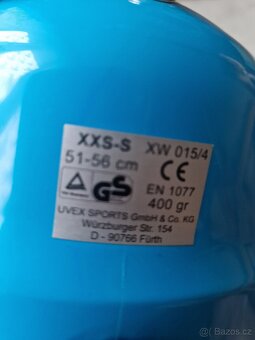 XXS-S XW 015/4
51-56 cm CE
GS EN 1077
400 gr
UVEX SPORTS GmbH & Co. KG
Würzburger Str. 154
D - 90766 Fürth
Bazos.cz